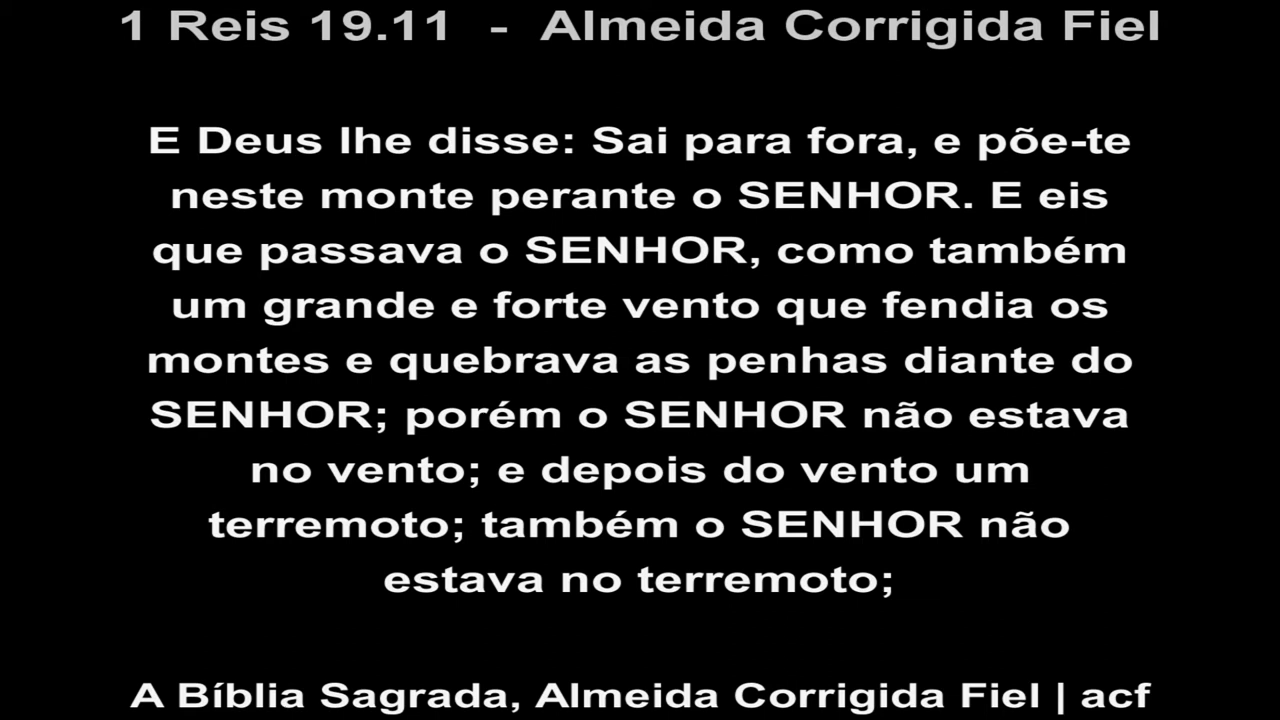 1 Reis 19.11 - Almeida Corrigida Fiel
E Deus lhe disse: Sai para fora, e põe-te
neste monte perante o SENHOR. E eis
que passava o SENHOR, como também
um grande e forte vento que fendia os
montes e quebrava as penhas diante do
SENHOR; porém o SENHOR não estava
no vento; e depois do vento um
terremoto; também o SENHOR não
estava no terremoto;
A Bíblia Sagrada, Almeida Corrigida Fiel | acf